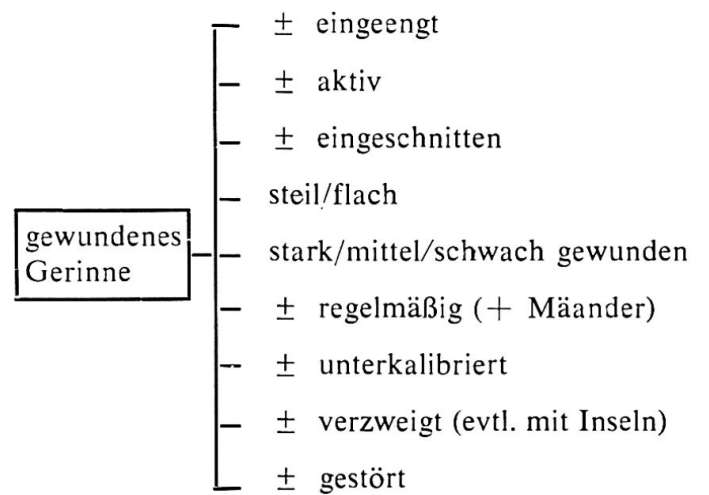 ± eingeengt
± aktiv
± eingeschnitten
steil/flach
gewundenes
Gerinne
stark/mittel/schwach gewunden
± regelmäßig (+ Mäander)
± unterkalibriert
± verzweigt (evtl. mit Inseln)
± gestört